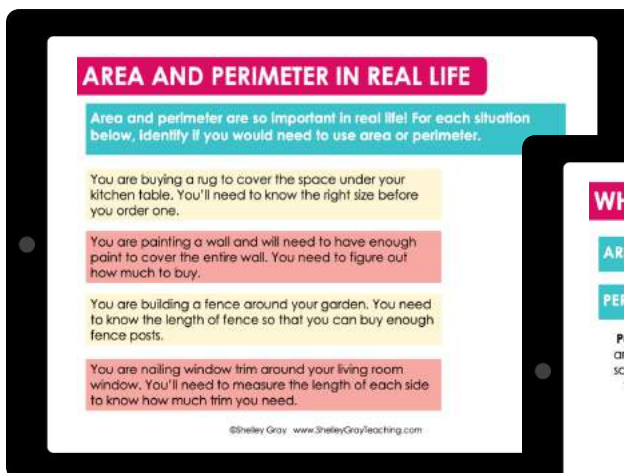 AREA AND PERIMETER IN REAL LIFE
Area and perimeter are so important in real life! For each situation
below, identify if you would need to use area or perimeter.
You are buying a rug to cover the space under your
kitchen table. You'll need to know the right size before
you order one.
You are painting a wall and will need to have enough
paint to cover the entire wall. You need to figure out
how much to buy.
You are building a fence around your garden. You need
to know the length of fence so that you can buy enough
fence posts.
You are nailing window trim around your living room
window. You'll need to measure the length of each side
to know how much trim you need.
©Shelley Gray www.ShelleyGrayTeaching.com
WH
AR
PER